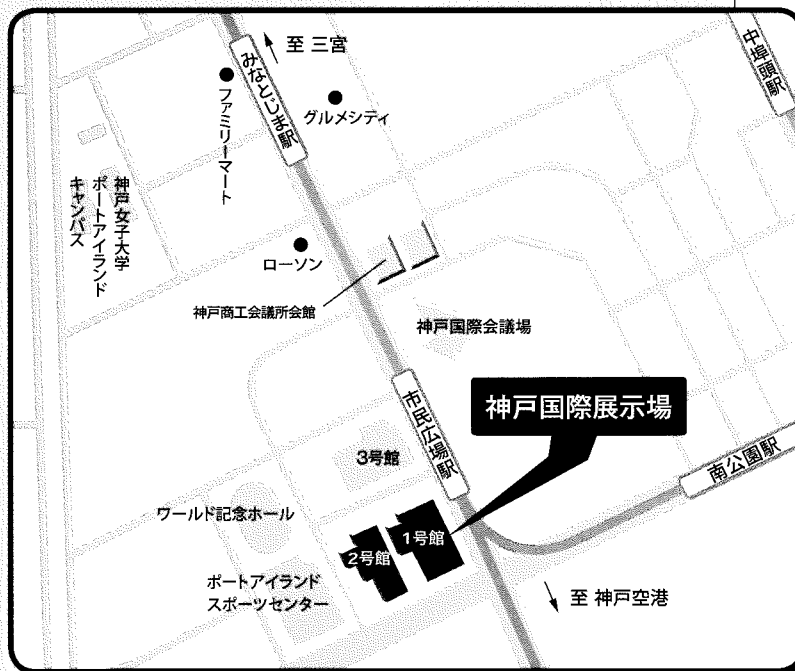 至 三宮
みなとじま駅
中埠頭駅
ファミリーマート
グルメシティ
神戸女子大学
ポートアイランド
キャンパス
ローソン
神戸商工会議所会館
神戸国際会議場
市民広場駅
神戸国際展示場
3号館
南公園駅
ワールド記念ホール
1号館
2号館
ポートアイランド
スポーツセンター
至 神戸空港